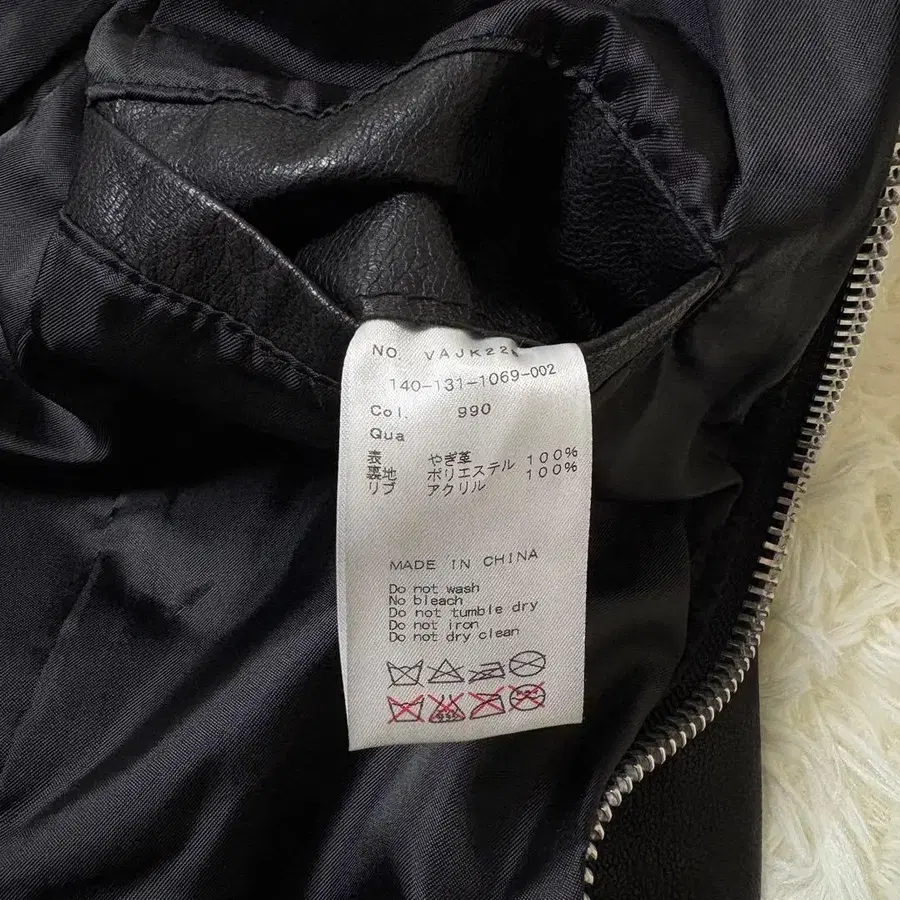 NO. VAJK22
140-131-1069-002
Col. 990
Qua
表 やぎ革 100%
裏地 ポリエステル 100%
リブ アクリル
MADE IN CHINA
Do not wash
No bleach
Do not tumble dry
Do not iron
Do not dry clean